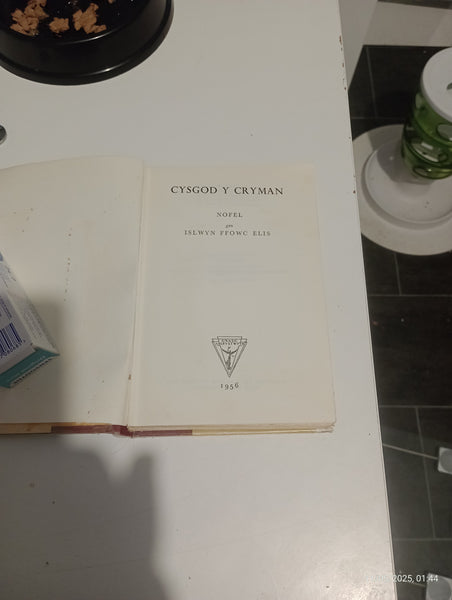 CYSGOD Y CRYMAN
NOFEL
gan
ISLWYN FFOWC ELIS
1956
2025, 01:44